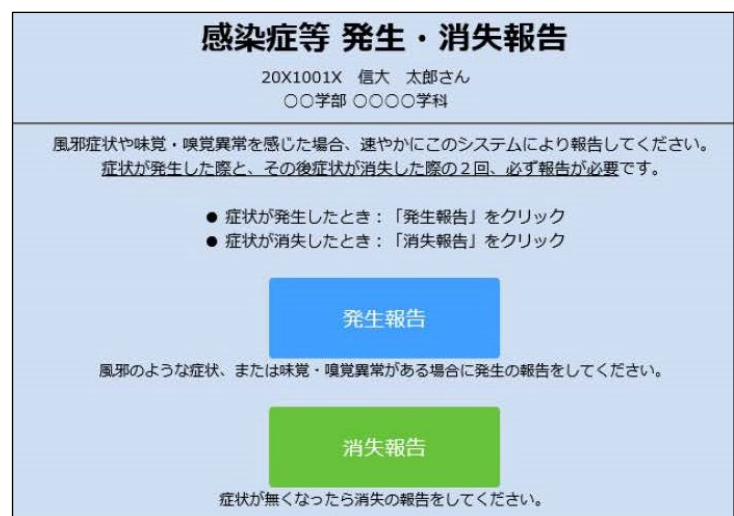 感染症等 発生・消失報告
20X1001X 信大 太郎さん
○○学部 ○○○○学科
風邪症状や味覚・嗅覚異常を感じた場合、速やかにこのシステムにより報告してください。
症状が発生した際と、その後症状が消失した際の２回、必ず報告が必要です。
● 症状が発生したとき：「発生報告」をクリック
● 症状が消失したとき：「消失報告」をクリック
発生報告
風邪のような症状、または味覚・嗅覚異常がある場合に発生の報告をしてください。
消失報告
症状が無くなったら消失の報告をしてください。